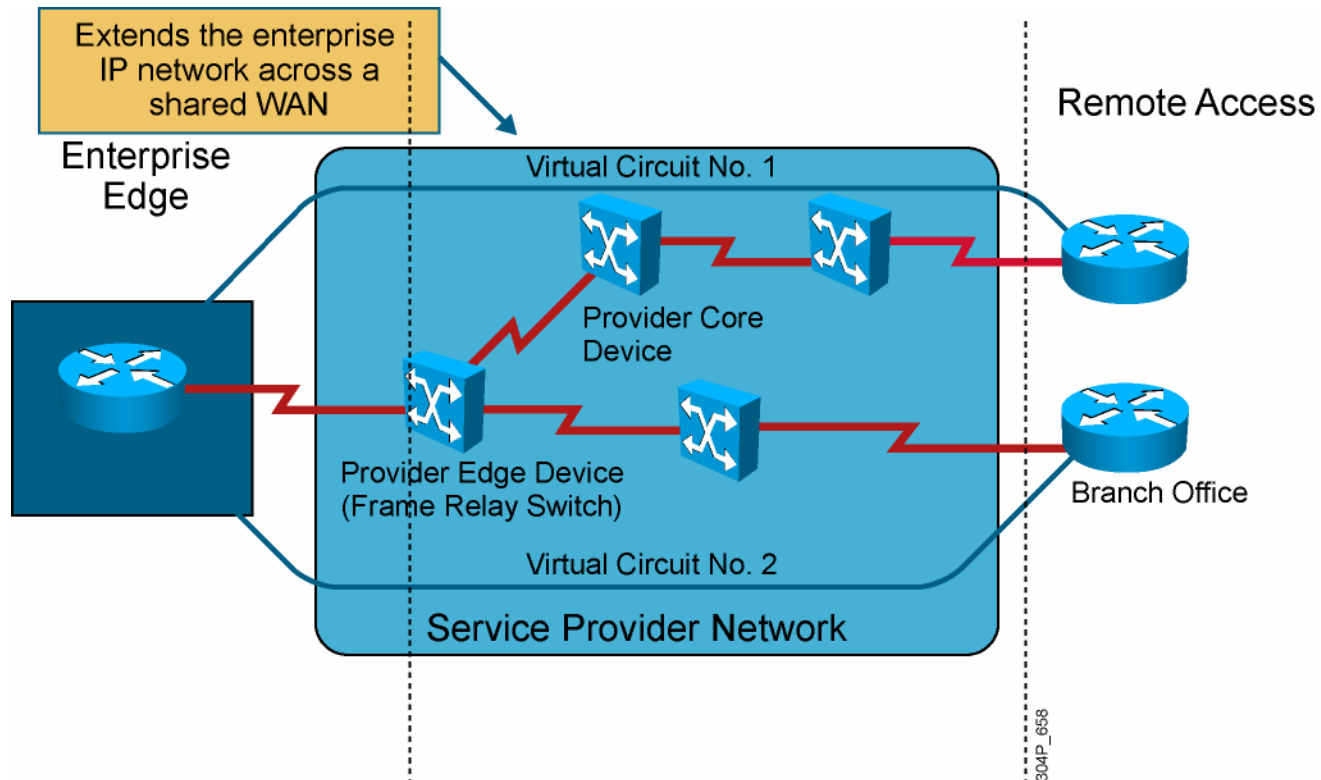 Extends the enterprise
IP network across a
shared WAN
Remote Access
Enterprise
Edge
Virtual Circuit No. 1
Provider Core
Device
Provider Edge Device
(Frame Relay Switch)
Branch Office
Virtual Circuit No. 2
Service Provider Network
304P_658